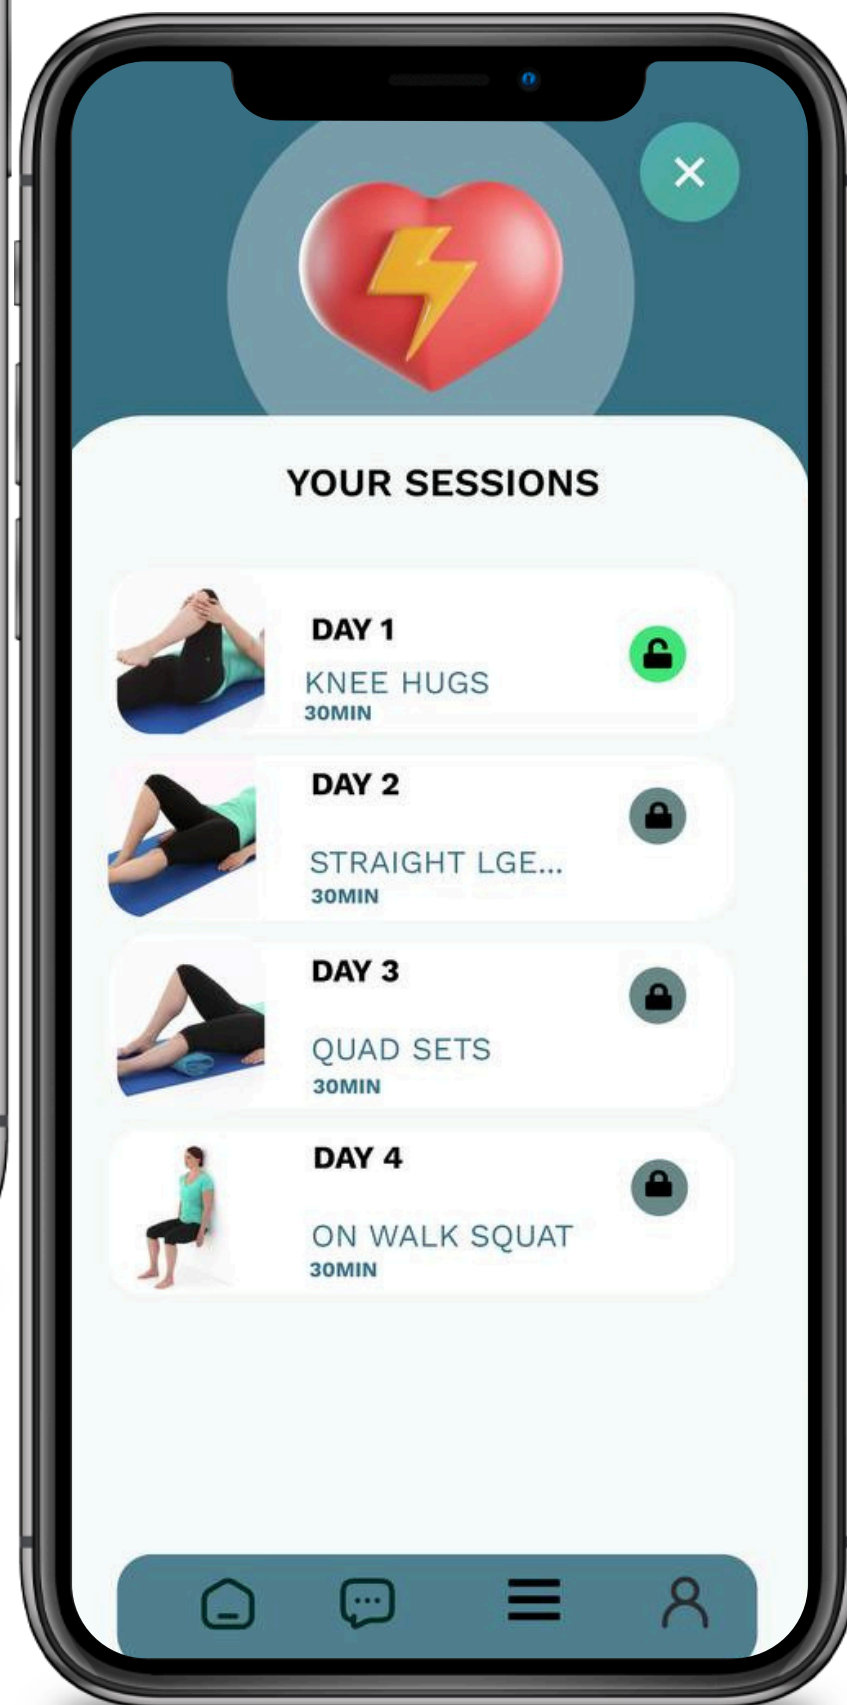 YOUR SESSIONS
DAY 1
KNEE HUGS
30MIN
DAY 2
STRAIGHT LGE...
30MIN
DAY 3
QUAD SETS
30MIN
DAY 4
ON WALK SQUAT
30MIN